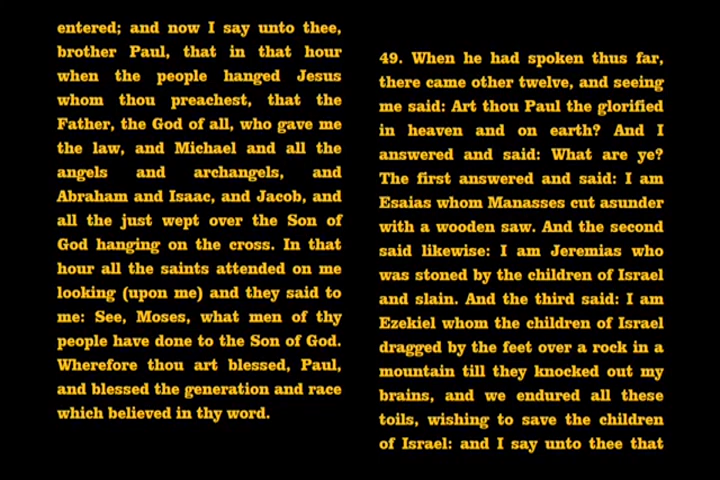 entered; and now I say unto thee,
brother Paul, that in that hour
when the people hanged Jesus
whom thou preachest, that the
Father, the God of all, who gave me
the law, and Michael and all the
angels and archangels, and
Abraham and Isaac, and Jacob, and
all the just wept over the Son of
God hanging on the cross. In that
hour all the saints attended on me
looking (upon me) and they said to
me: See, Moses, what men of thy
people have done to the Son of God.
Wherefore thou art blessed, Paul,
and blessed the generation and race
which believed in thy word.
49. When he had spoken thus far,
there came other twelve, and seeing
me said: Art thou Paul the glorified
in heaven and on earth? And I
answered and said: What are ye?
The first answered and said: I am
Esaias whom Manasses cut asunder
with a wooden saw. And the second
said likewise: I am Jeremias who
was stoned by the children of Israel
and slain. And the third said: I am
Ezekiel whom the children of Israel
dragged by the feet over a rock in a
mountain till they knocked out my
brains, and we endured all these
toils, wishing to save the children
of Israel: and I say unto thee that